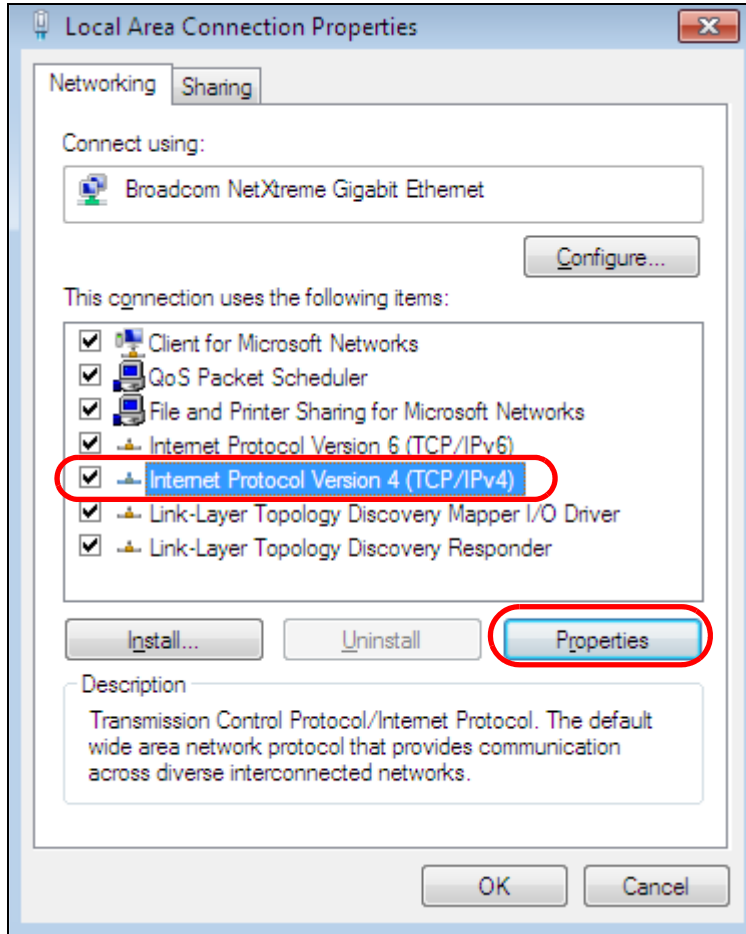 Local Area Connection Properties
Networking
Sharing
Connect using:
Broadcom NetXtreme Gigabit Ethernet
Configure...
This connection uses the following items:
Client for Microsoft Networks
QoS Packet Scheduler
File and Printer Sharing for Microsoft Networks
Internet Protocol Version 6 (TCP/IPv6)
Internet Protocol Version 4 (TCP/IPv4)
Link-Layer Topology Discovery Mapper I/O Driver
Link-Layer Topology Discovery Responder
Install...
Uninstall
Properties
Description
Transmission Control Protocol/Internet Protocol. The default
wide area network protocol that provides communication
across diverse interconnected networks.
OK
Cancel